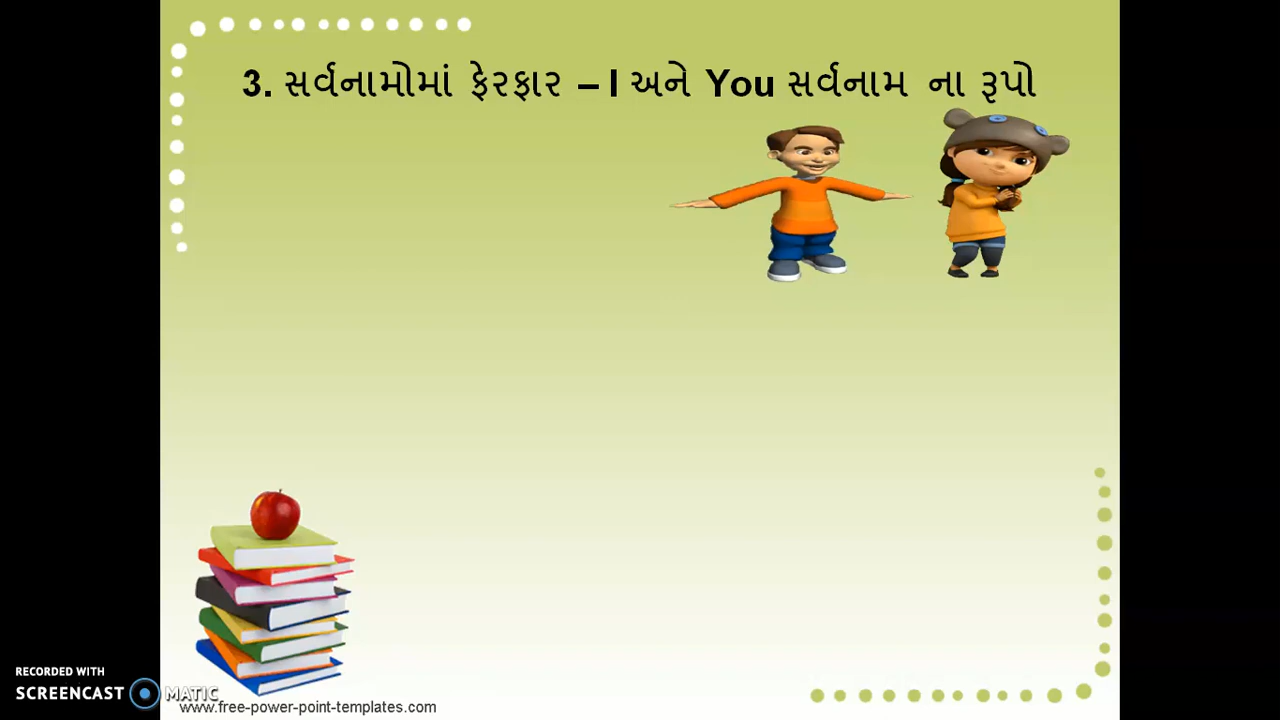 3. સર્વનામોમાં ફેરફાર – I અને You સર્વનામ ના રૂપો
RECORDED WITH
SCREENCAST MATIC
www.free-power-point-templates.com